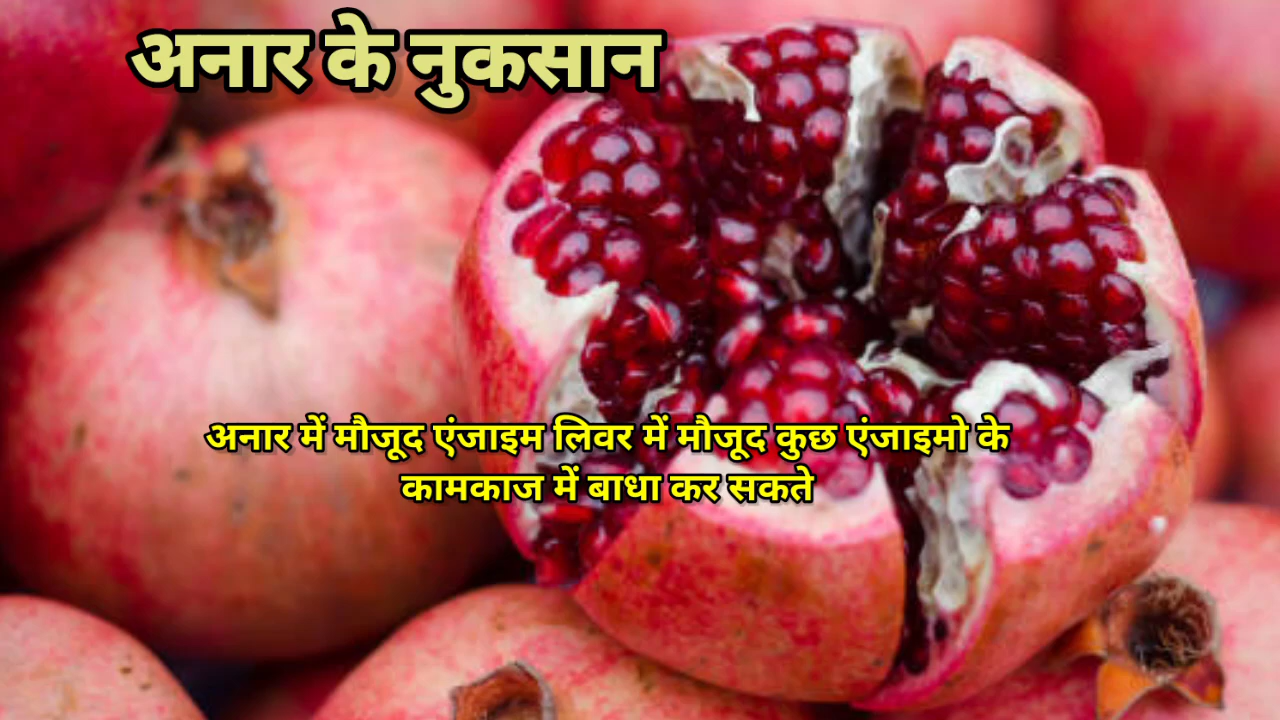 अनार के नुकसान
अनार में मौजूद एंजाइम लिवर में मौजूद कुछ एंजाइमो के
कामकाज में बाधा कर सकते